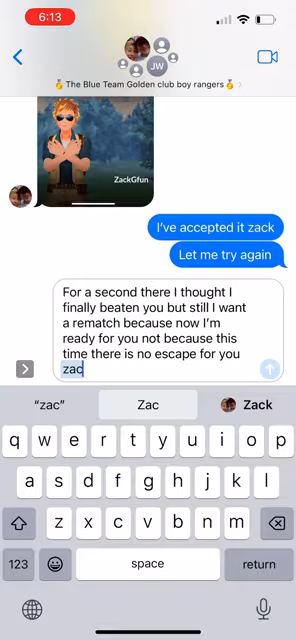 6:13
JW
🥇The Blue Team Golden club boy rangers🥇
ZackGfun
I've accepted it zack
Let me try again
For a second there I thought I
finally beaten you but still I want
a rematch because now I'm
ready for you not because this
time there is no escape for you
zac
"zac" Zac Zack
q w e r t y u i o p
a s d f g h j k l
z x c v b n m
123 space return